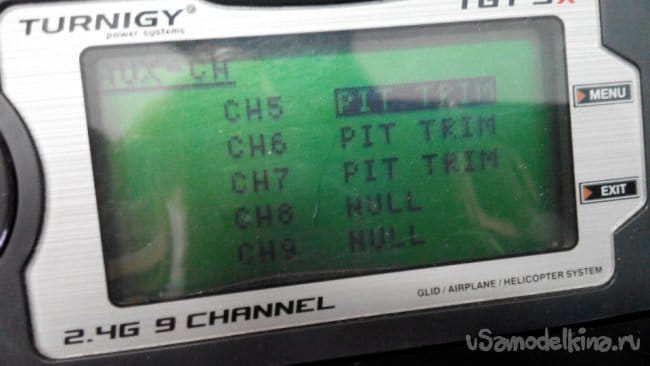 TURNIGY®
power systems
TGY 9X
AUX-CH
CH5 PIT TRIM
CH6 PIT TRIM
CH7 PIT TRIM
CH8 NULL
CH9 NULL
MENU
EXIT
GLID / AIRPLANE / HELICOPTER SYSTEM
2.4G 9 CHANNEL
vSamodelkina.ru